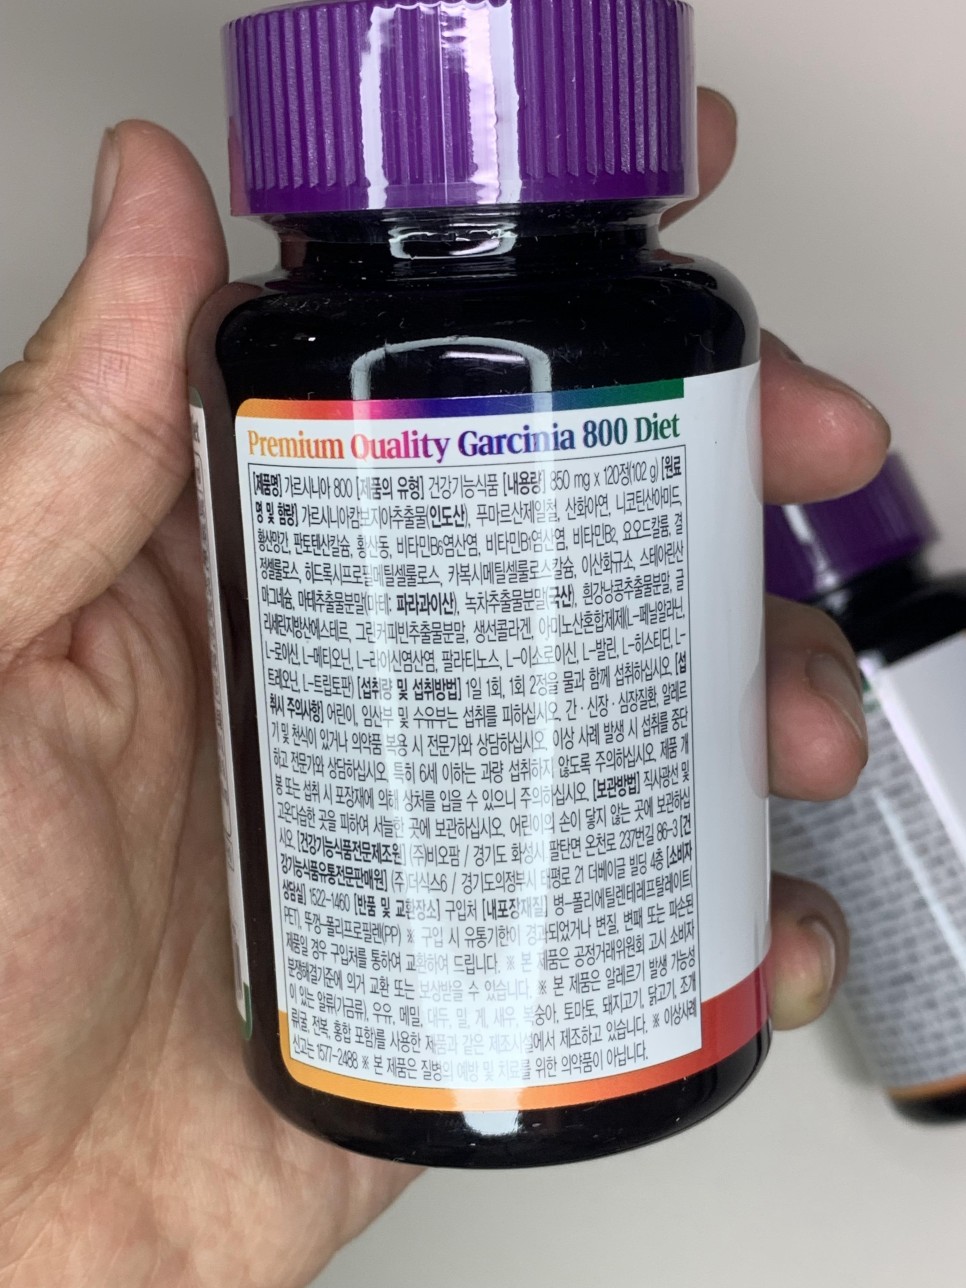 Premium Quality Garcinia 800 Diet
[제품명] 가르시니아 800 [제품의 유형] 건강기능식품 [내용량] 850 mg x 120정(102 g) [원료
명 및 함량] 가르시니아캄보지아추출물(인도산), 푸마르산제일철, 산화아연, 니코틴산아미드,
황산망간, 판토텐산칼슘, 황산동, 비타민B6염산염, 비타민B1염산염, 비타민B2, 요오드칼륨, 결
정셀룰로스, 히드록시프로필메틸셀룰로스, 카복시메틸셀룰로스칼슘, 이산화규소, 스테아린산
마그네슘, 마테추출물분말(마테: 파라과이산), 녹차추출물분말(국산), 흰강낭콩추출물분말, 글
리세린지방산에스테르, 그린커피빈추출물분말, 생선콜라겐, 아미노산혼합제제(L-페닐알라닌,
L-로이신, L-메티오닌, L-라이신염산염, 팔라티노스, L-이소로이신, L-발린, L-히스티딘, L-
트레오닌, L-트립토판) [섭취량 및 섭취방법] 1일 1회, 1회 2정을 물과 함께 섭취하십시오. [섭
취시 주의사항] 어린이, 임산부 및 수유부는 섭취를 피하십시오. 간·신장·심장질환, 알레르
기 및 천식이 있거나 의약품 복용 시 전문가와 상담하십시오. 이상 사례 발생 시 섭취를 중단
하고 전문가와 상담하십시오. 특히 6세 이하는 과량 섭취하지 않도록 주의하십시오. 제품 개
봉 또는 섭취 시 포장재에 의해 상처를 입을 수 있으니 주의하십시오. [보관방법] 직사광선 및
고온다습한 곳을 피하여 서늘한 곳에 보관하십시오. 어린이의 손이 닿지 않는 곳에 보관하십
시오. [건강기능식품전문제조원] (주)비오팜 / 경기도 화성시 팔탄면 온천로 237번길 86-3 [건
강기능식품유통전문판매원] (주)더식스6 / 경기도의정부시 태평로 21 더베이글 빌딩 4층 [소비자
상담실] 1522-1460 [반품 및 교환장소] 구입처 [내포장재질] 병-폴리에틸렌테레프탈레이트(
PET), 뚜껑-폴리프로필렌(PP) ※ 구입 시 유통기한이 경과되었거나 변질, 변패 또는 파손된
제품일 경우 구입처를 통하여 교환하여 드립니다. ※ 본 제품은 공정거래위원회 고시 소비자
분쟁해결기준에 의거 교환 또는 보상받을 수 있습니다. ※ 본 제품은 알레르기 발생 가능성
이 있는 알류(가금류), 우유, 메밀, 대두, 밀, 게, 새우, 복숭아, 토마토, 돼지고기, 닭고기, 조개
류(굴, 전복, 홍합 포함)를 사용한 제품과 같은 제조시설에서 제조하고 있습니다. ※ 이상사례
신고는 1577-2488 ※ 본 제품은 질병의 예방 및 치료를 위한 의약품이 아닙니다.